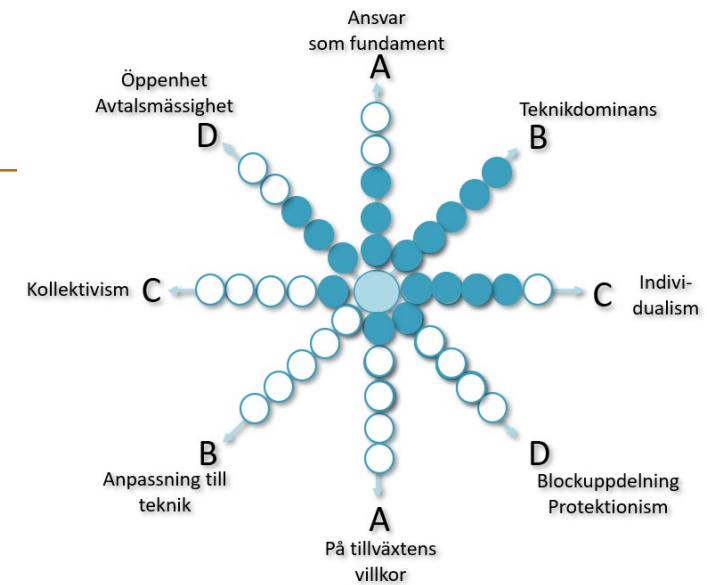 Ansvar
som fundament
A
Öppenhet
Avtalsmässighet
D
Teknikdominans
B
Kollektivism C
C Indivi-
dualism
B
Anpassning till
teknik
D
Blockuppdelning
Protektionism
A
På tillväxtens
villkor